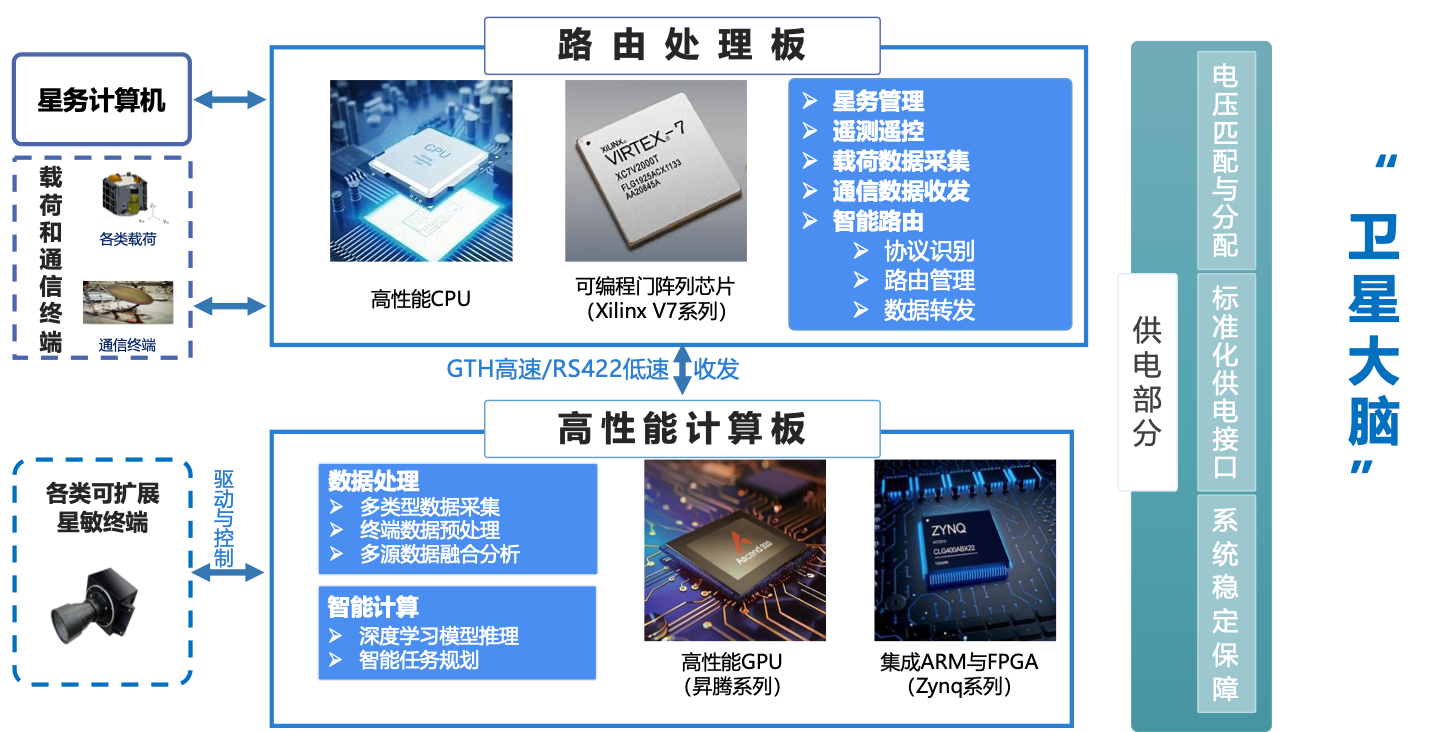 路由处理板
星务计算机
载荷和通信终端
各类载荷
通信终端
CPU
高性能CPU
XILINX
VIRTEX-7
XC7V2000T
FLG1925ACX1133
AA20845A
可编程门阵列芯片
（Xilinx V7系列）
星务管理
遥测遥控
载荷数据采集
通信数据收发
智能路由
协议识别
路由管理
数据转发
GTH高速/RS422低速
收发
高性能计算板
各类可扩展
星敏终端
驱动与控制
数据处理
多类型数据采集
终端数据预处理
多源数据融合分析
智能计算
深度学习模型推理
智能任务规划
Ascend 310
高性能GPU
（昇腾系列）
ZYNQ
CLG400ABX22
集成ARM与FPGA
（Zynq系列）
供电部分
电压匹配与分配
标准化供电接口
系统稳定保障
“卫星大脑”